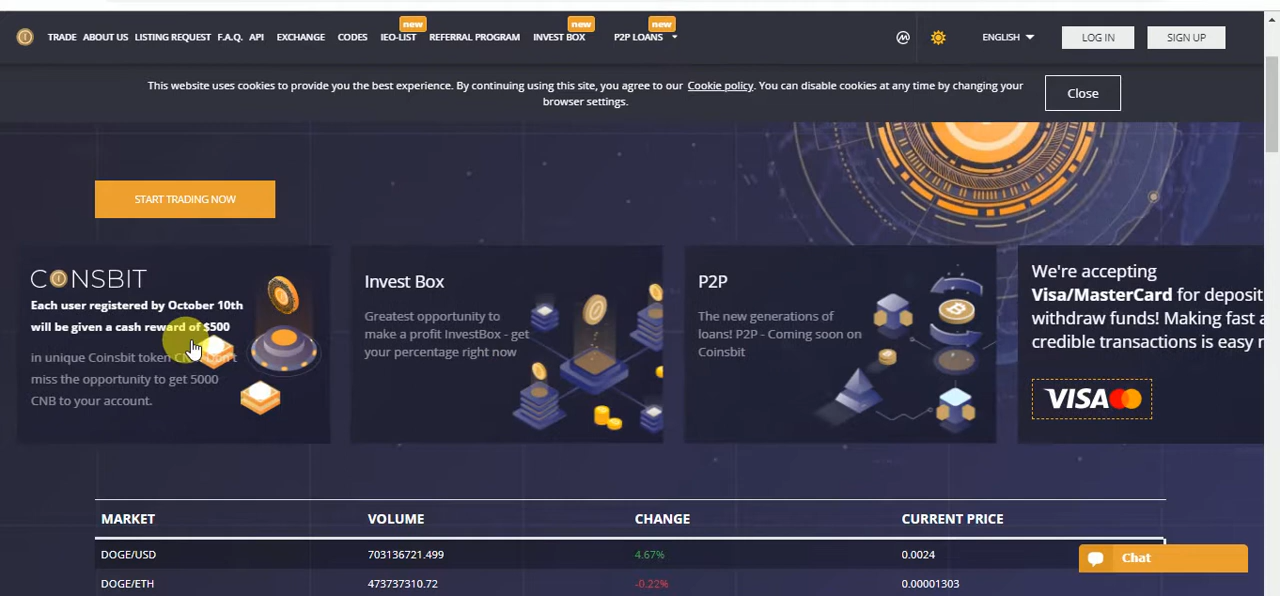 new new new
TRADE ABOUT US LISTING REQUEST F.A.Q. API EXCHANGE CODES IEO-LIST REFERRAL PROGRAM INVEST BOX P2P LOANS ENGLISH LOG IN SIGN UP
This website uses cookies to provide you the best experience. By continuing using this site, you agree to our Cookie policy. You can disable cookies at any time by changing your
browser settings.
Close
START TRADING NOW
COINSBIT
Each user registered by October 10th
will be given a cash reward of $500
in unique Coinsbit token
miss the opportunity to get 5000
CNB to your account.
Invest Box
Greatest opportunity to
make a profit InvestBox - get
your percentage right now
P2P
The new generations of
loans! P2P - Coming soon on
Coinsbit
We're accepting
Visa/MasterCard for deposit
withdraw funds! Making fast
credible transactions is easy
VISA
MARKET VOLUME CHANGE CURRENT PRICE
DOGE/USD 703136721.499 4.67% 0.0024
DOGE/ETH 473737310.72 -0.22% 0.00001303
Chat